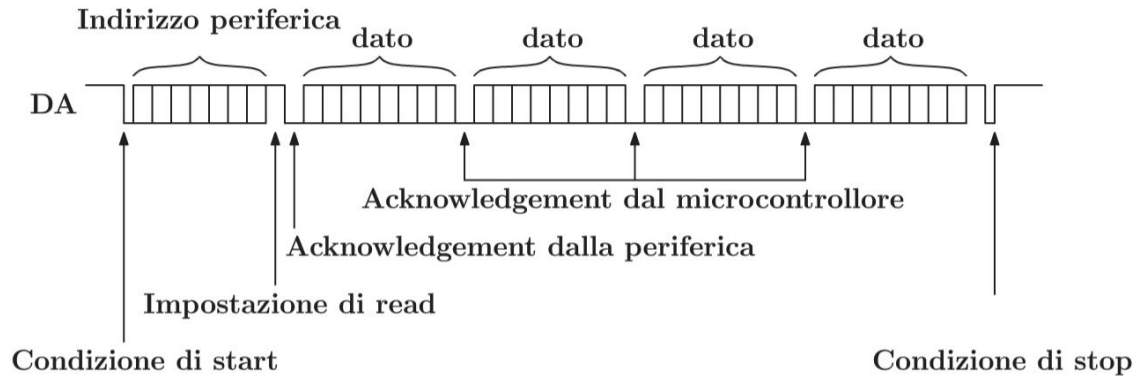 Indirizzo periferica
dato dato dato dato
DA
Acknowledgement dal microcontrollore
Acknowledgement dalla periferica
Impostazione di read
Condizione di start
Condizione di stop